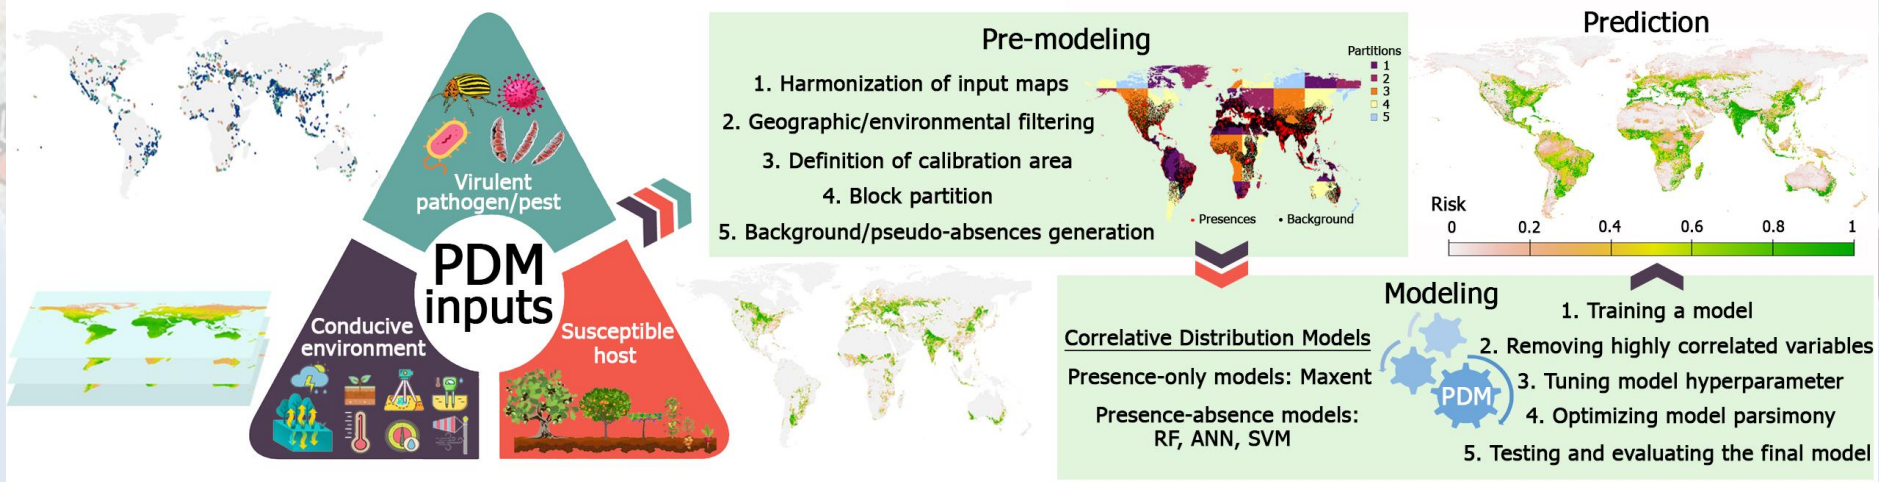 Virulent
pathogen/pest
PDM
inputs
Conducive
environment
Susceptible
host
Pre-modeling
1. Harmonization of input maps
2. Geographic/environmental filtering
3. Definition of calibration area
4. Block partition
5. Background/pseudo-absences generation
Partitions
1
2
3
4
5
• Presences • Background
Prediction
Risk
0 0.2 0.4 0.6 0.8 1
Modeling
Correlative Distribution Models
Presence-only models: Maxent
Presence-absence models:
RF, ANN, SVM
PDM
1. Training a model
2. Removing highly correlated variables
3. Tuning model hyperparameter
4. Optimizing model parsimony
5. Testing and evaluating the final model